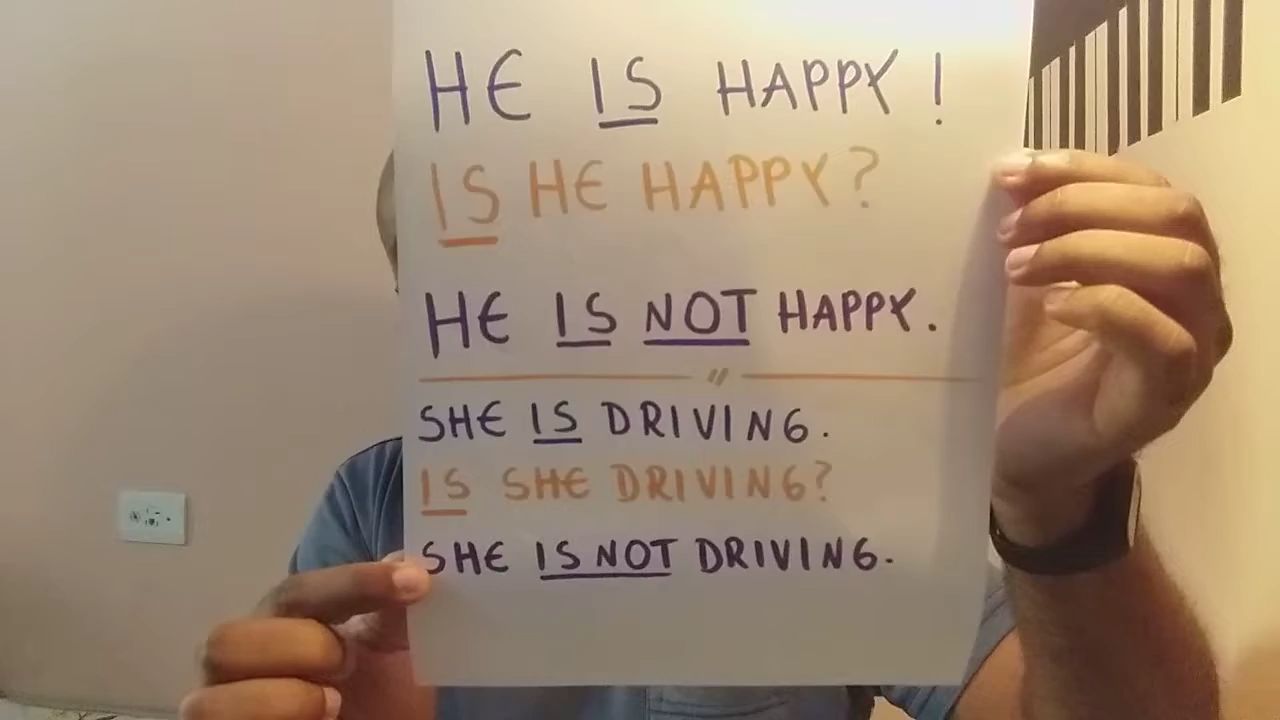 HE IS HAPPY!
IS HE HAPPY?
HE IS NOT HAPPY.
SHE IS DRIVING.
IS SHE DRIVING?
SHE IS NOT DRIVING.